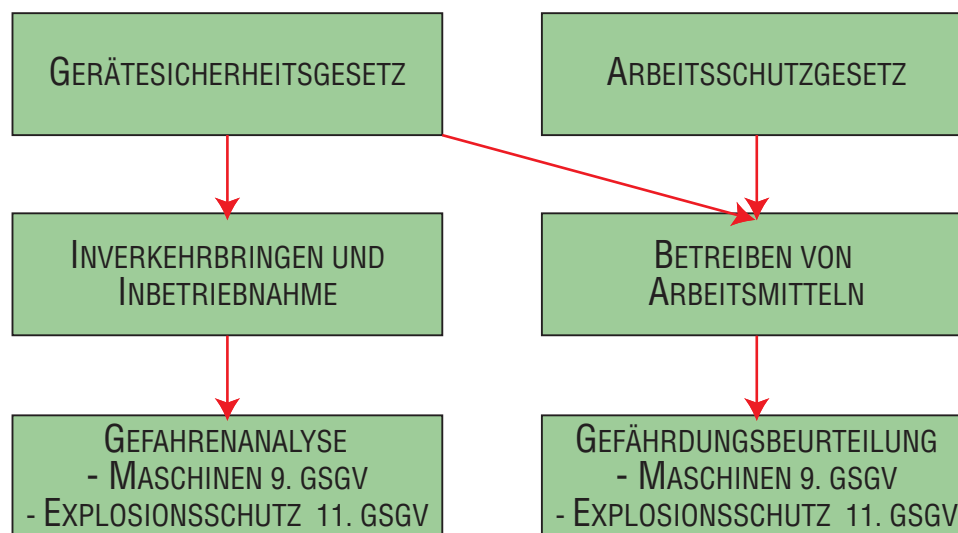 GERÄTESICHERHEITSGESETZ
ARBEITSSCHUTZGESETZ
INVERKEHRBRINGEN UND
INBETRIEBNAHME
BETREIBEN VON
ARBEITSMITTELN
GEFAHRENANALYSE
- MASCHINEN 9. GSGV
- EXPLOSIONSSCHUTZ 11. GSGV
GEFÄHRDUNGSBEURTEILUNG
- MASCHINEN 9. GSGV
- EXPLOSIONSSCHUTZ 11. GSGV